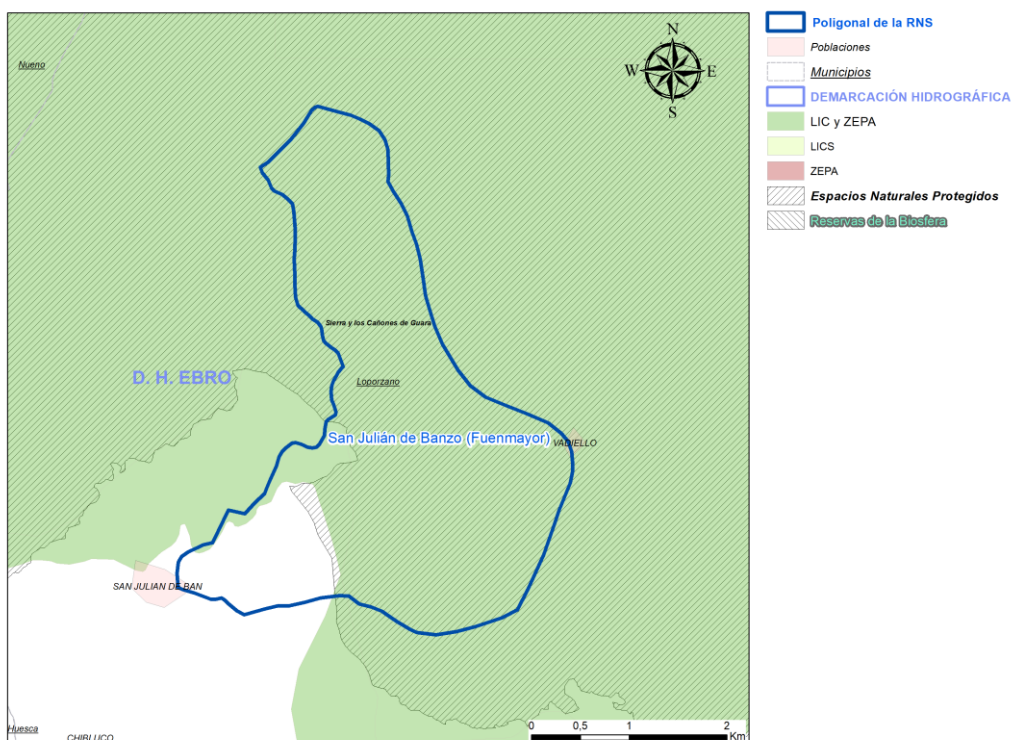 Nueno
N
W
E
S
Sierra y los Cañones de Guara
D. H. EBRO
Loporzano
San Julián de Banzo (Fuenmayor)
VADIELLO
SAN JULIAN DE BAN
Huesca
CHIBLUCO
0 0,5 1 2
Km
Poligonal de la RNS
Poblaciones
Municipios
DEMARCACIÓN HIDROGRÁFICA
LIC y ZEPA
LICS
ZEPA
Espacios Naturales Protegidos
Reservas de la Biosfera